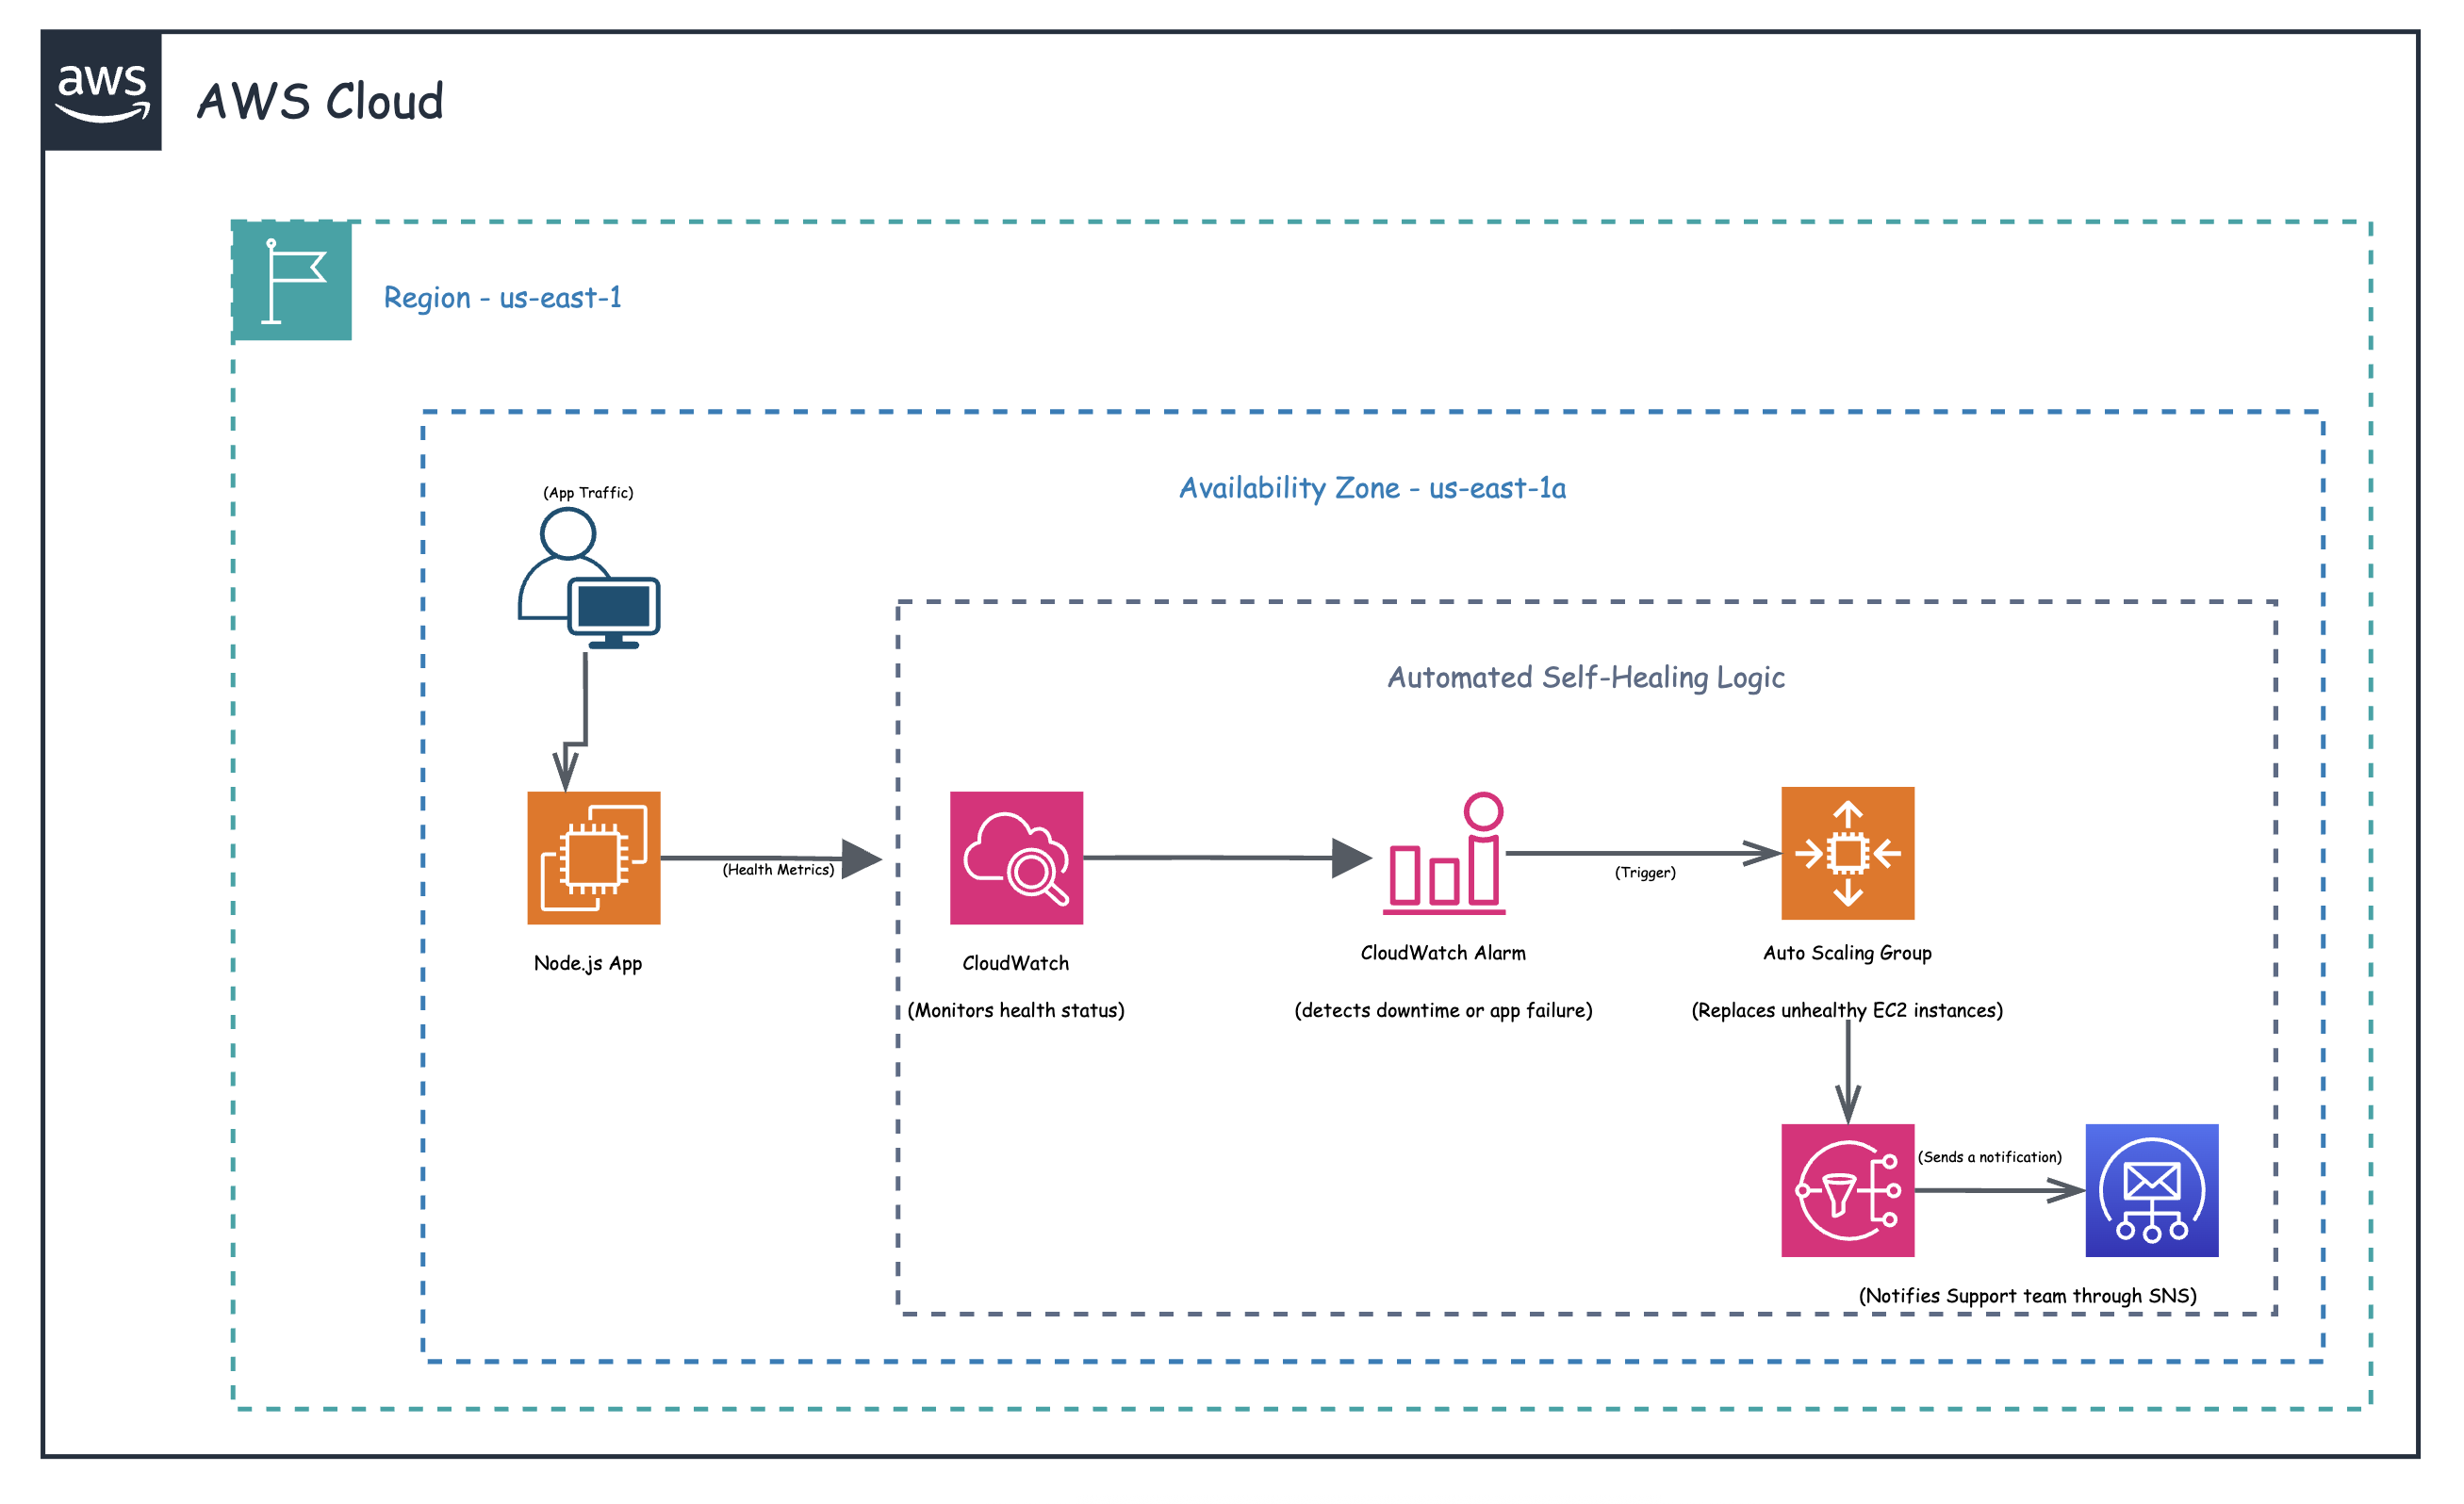 aws
AWS Cloud
Region - us-east-1
Availability Zone - us-east-1a
(App Traffic)
Automated Self-Healing Logic
(Health Metrics)
(Trigger)
Node.js App
CloudWatch
CloudWatch Alarm
Auto Scaling Group
(Monitors health status)
(detects downtime or app failure)
(Replaces unhealthy EC2 instances)
(Sends a notification)
(Notifies Support team through SNS)